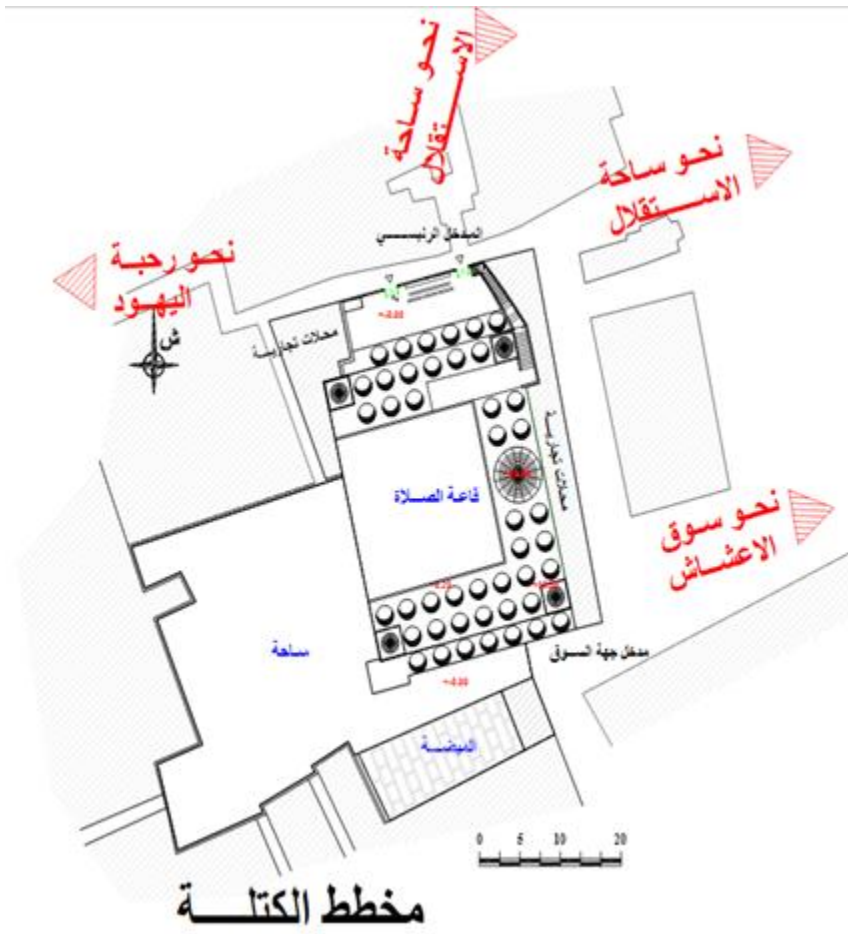 نحو ساحة
الاستقلال
نحو ساحة
الاستقلال
المدخل الرئيسي
نحو رحبة
اليهود
ش
محلات تجارية
محلات تجارية
قاعة الصلاة
نحو سوق
الاعشاش
ساحة
مدخل جهة السوق
الميضة
0 5 10 20
مخطط الكتلة